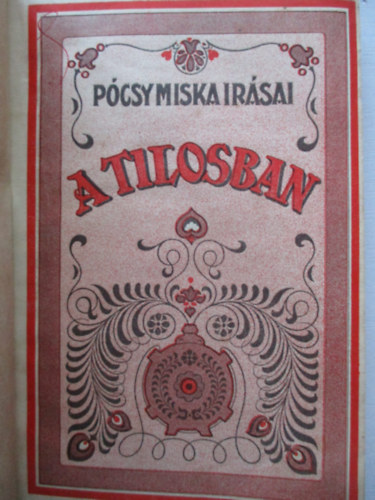 PÓCSY MISKA IRÁSAI
A TILOSBAN